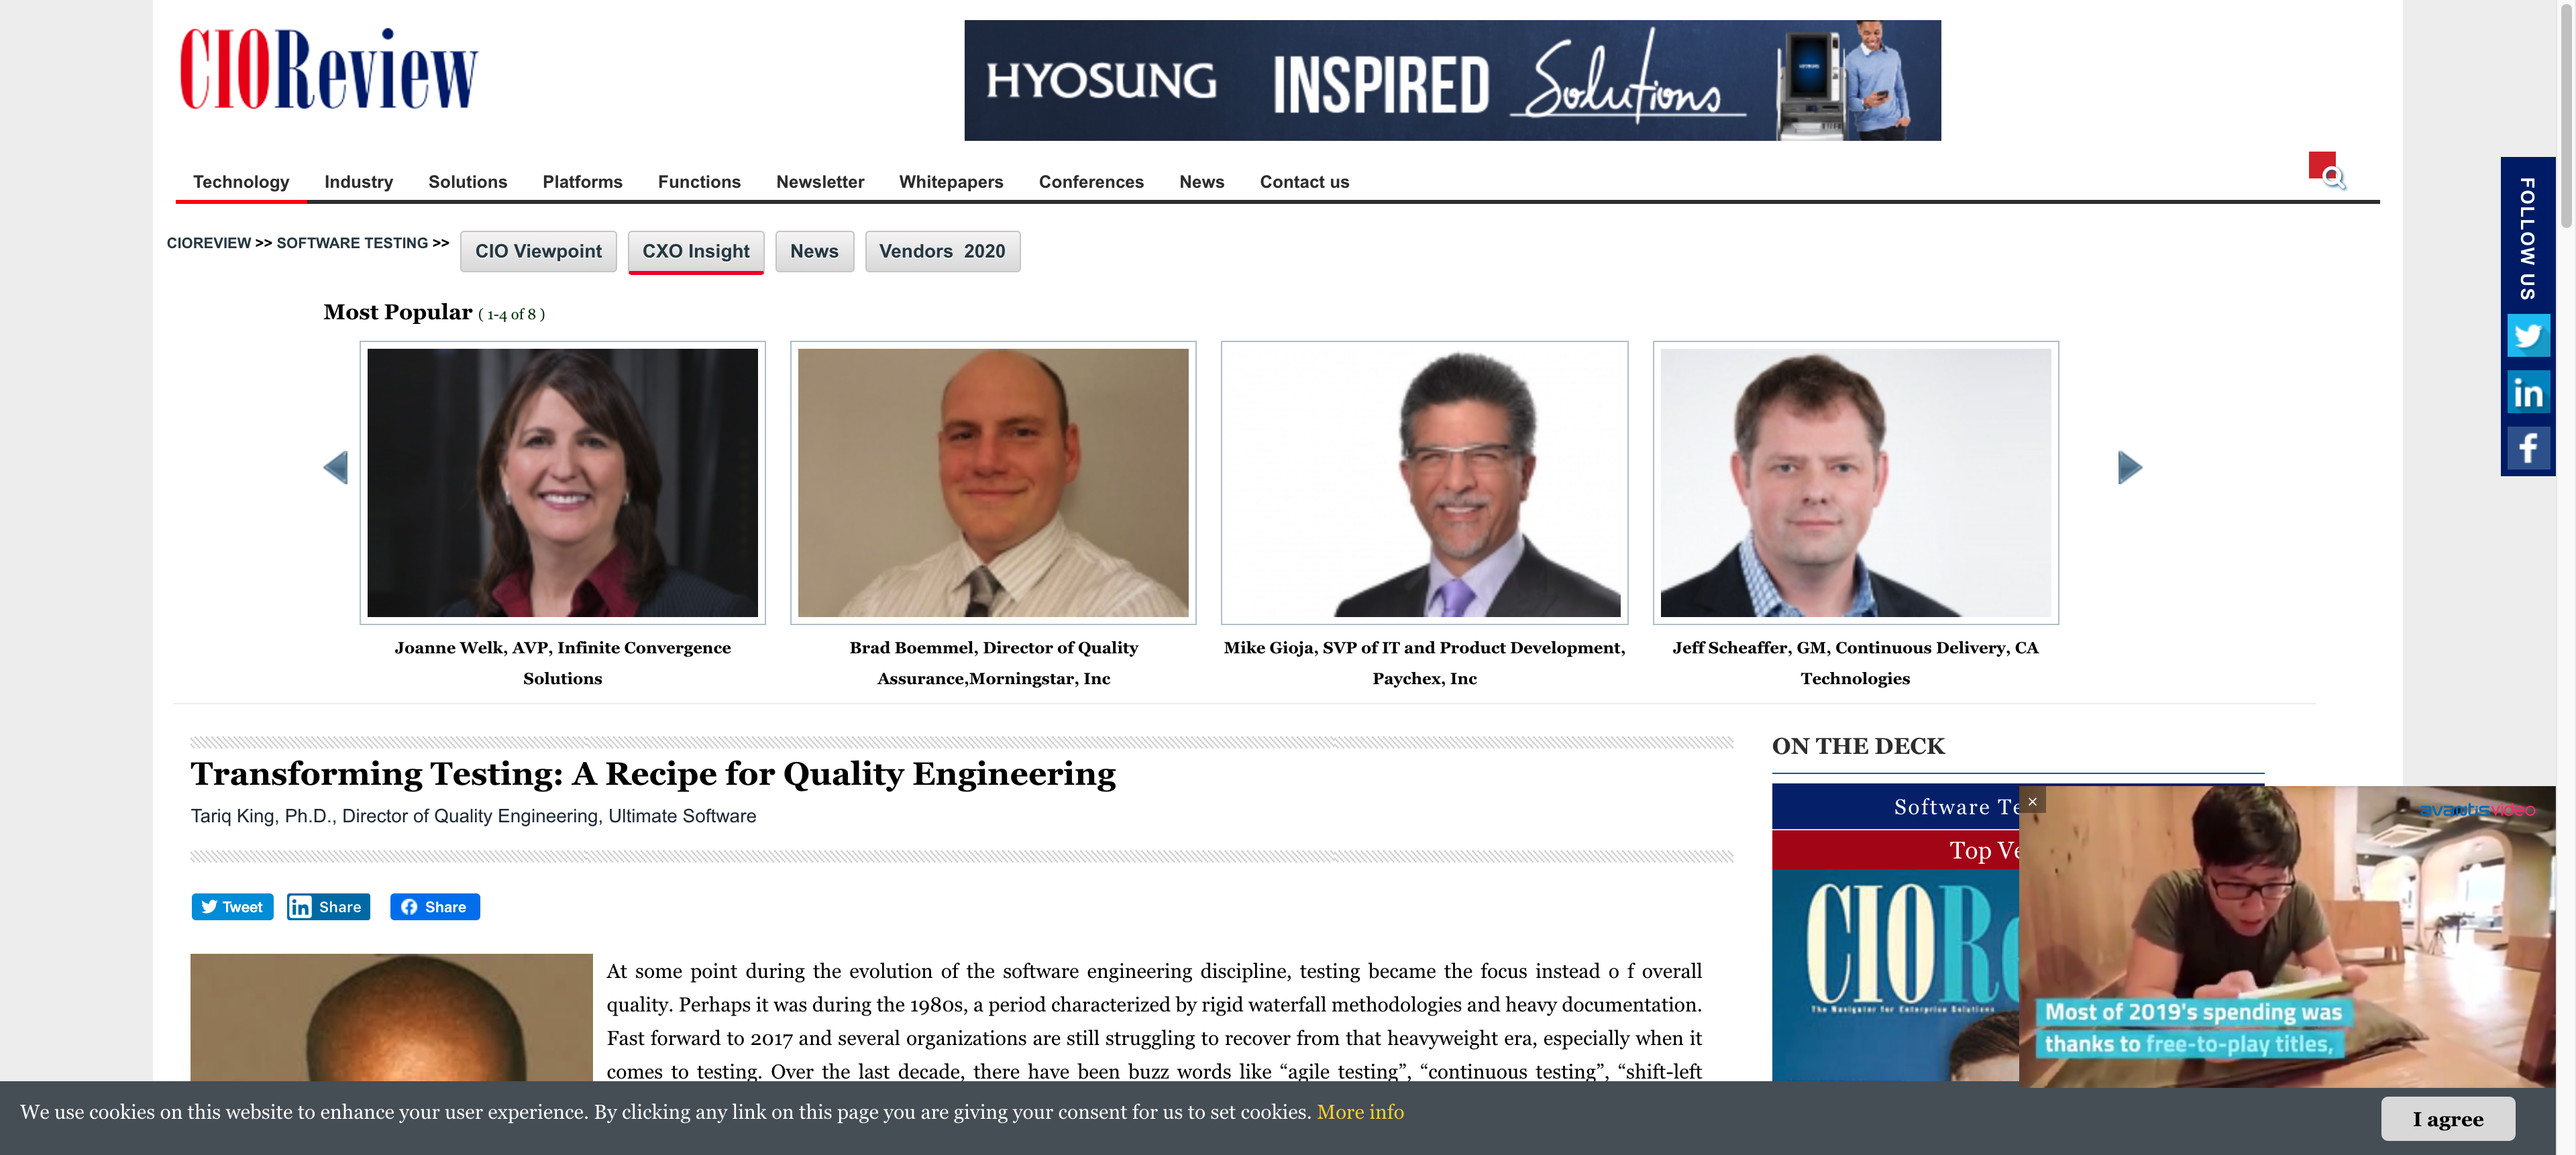 CIOReview
HYOSUNG INSPIRED Solutions
Technology Industry Solutions Platforms Functions Newsletter Whitepapers Conferences News Contact us
FOLLOW US
CIOREVIEW >> SOFTWARE TESTING >> CIO Viewpoint CXO Insight News Vendors 2020
Most Popular ( 1-4 of 8 )
Joanne Welk, AVP, Infinite Convergence
Solutions
Brad Boemmel, Director of Quality
Assurance,Morningstar, Inc
Mike Gioja, SVP of IT and Product Development,
Paychex, Inc
Jeff Scheaffer, GM, Continuous Delivery, CA
Technologies
Transforming Testing: A Recipe for Quality Engineering
Tariq King, Ph.D., Director of Quality Engineering, Ultimate Software
Tweet Share Share
At some point during the evolution of the software engineering discipline, testing became the focus instead o f overall
quality. Perhaps it was during the 1980s, a period characterized by rigid waterfall methodologies and heavy documentation.
Fast forward to 2017 and several organizations are still struggling to recover from that heavyweight era, especially when it
comes to testing. Over the last decade, there have been buzz words like “agile testing”, “continuous testing”, “shift-left
ON THE DECK
Software Te
Top Ve
CIORe
The Navigator for Enterprise Solutions
avantisvideo
Most of 2019's spending was
thanks to free-to-play titles,
We use cookies on this website to enhance your user experience. By clicking any link on this page you are giving your consent for us to set cookies. More info
I agree